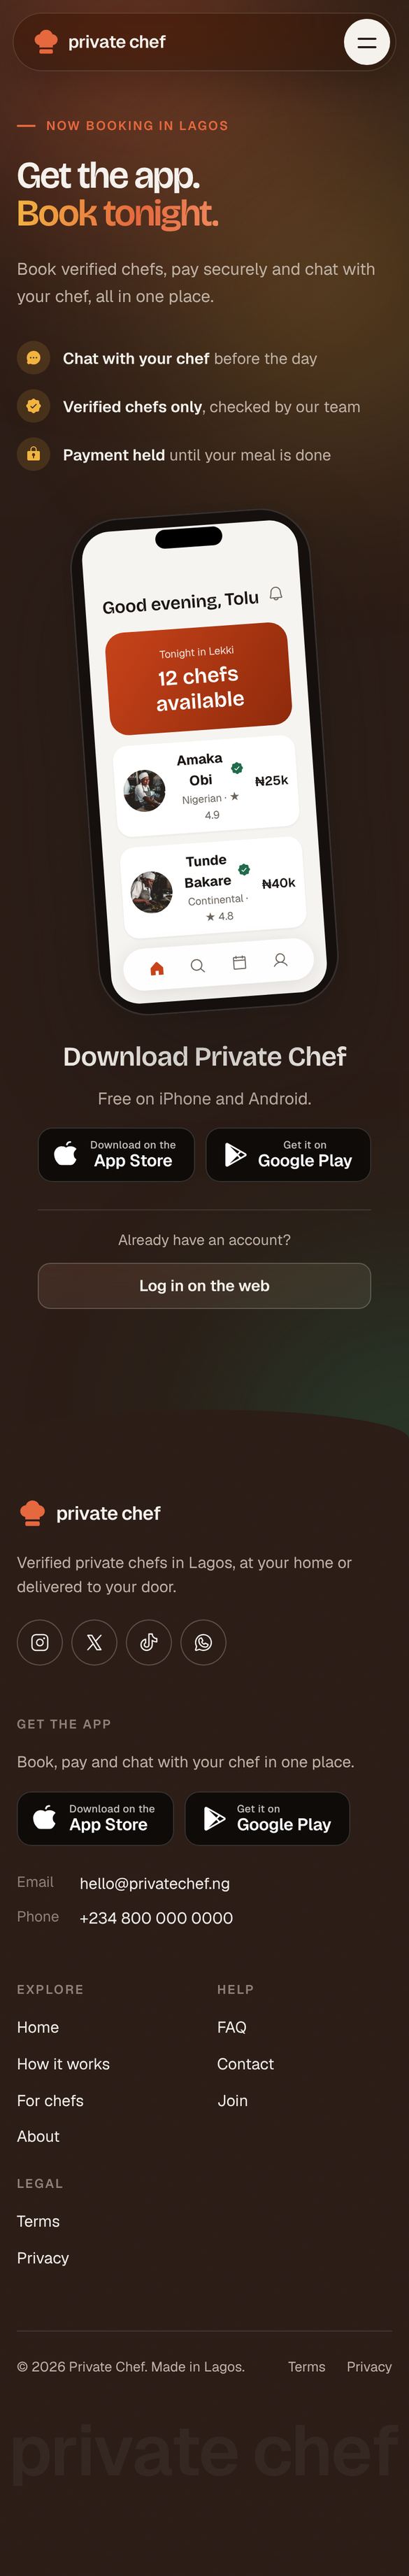 private chef
NOW BOOKING IN LAGOS
Get the app.
Book tonight.
Book verified chefs, pay securely and chat with
your chef, all in one place.
Chat with your chef before the day
Verified chefs only, checked by our team
Payment held until your meal is done
Good evening, Tolu
Tonight in Lekki
12 chefs
available
Amaka
Obi
Nigerian · ★
4.9
₦25k
Tunde
Bakare
Continental ·
★ 4.8
₦40k
Download Private Chef
Free on iPhone and Android.
Download on the
App Store
Get it on
Google Play
Already have an account?
Log in on the web
private chef
Verified private chefs in Lagos, at your home or
delivered to your door.
GET THE APP
Book, pay and chat with your chef in one place.
Download on the
App Store
Get it on
Google Play
Email hello@privatechef.ng
Phone +234 800 000 0000
EXPLORE
Home
How it works
For chefs
About
HELP
FAQ
Contact
Join
LEGAL
Terms
Privacy
© 2026 Private Chef. Made in Lagos.
Terms Privacy
private chef